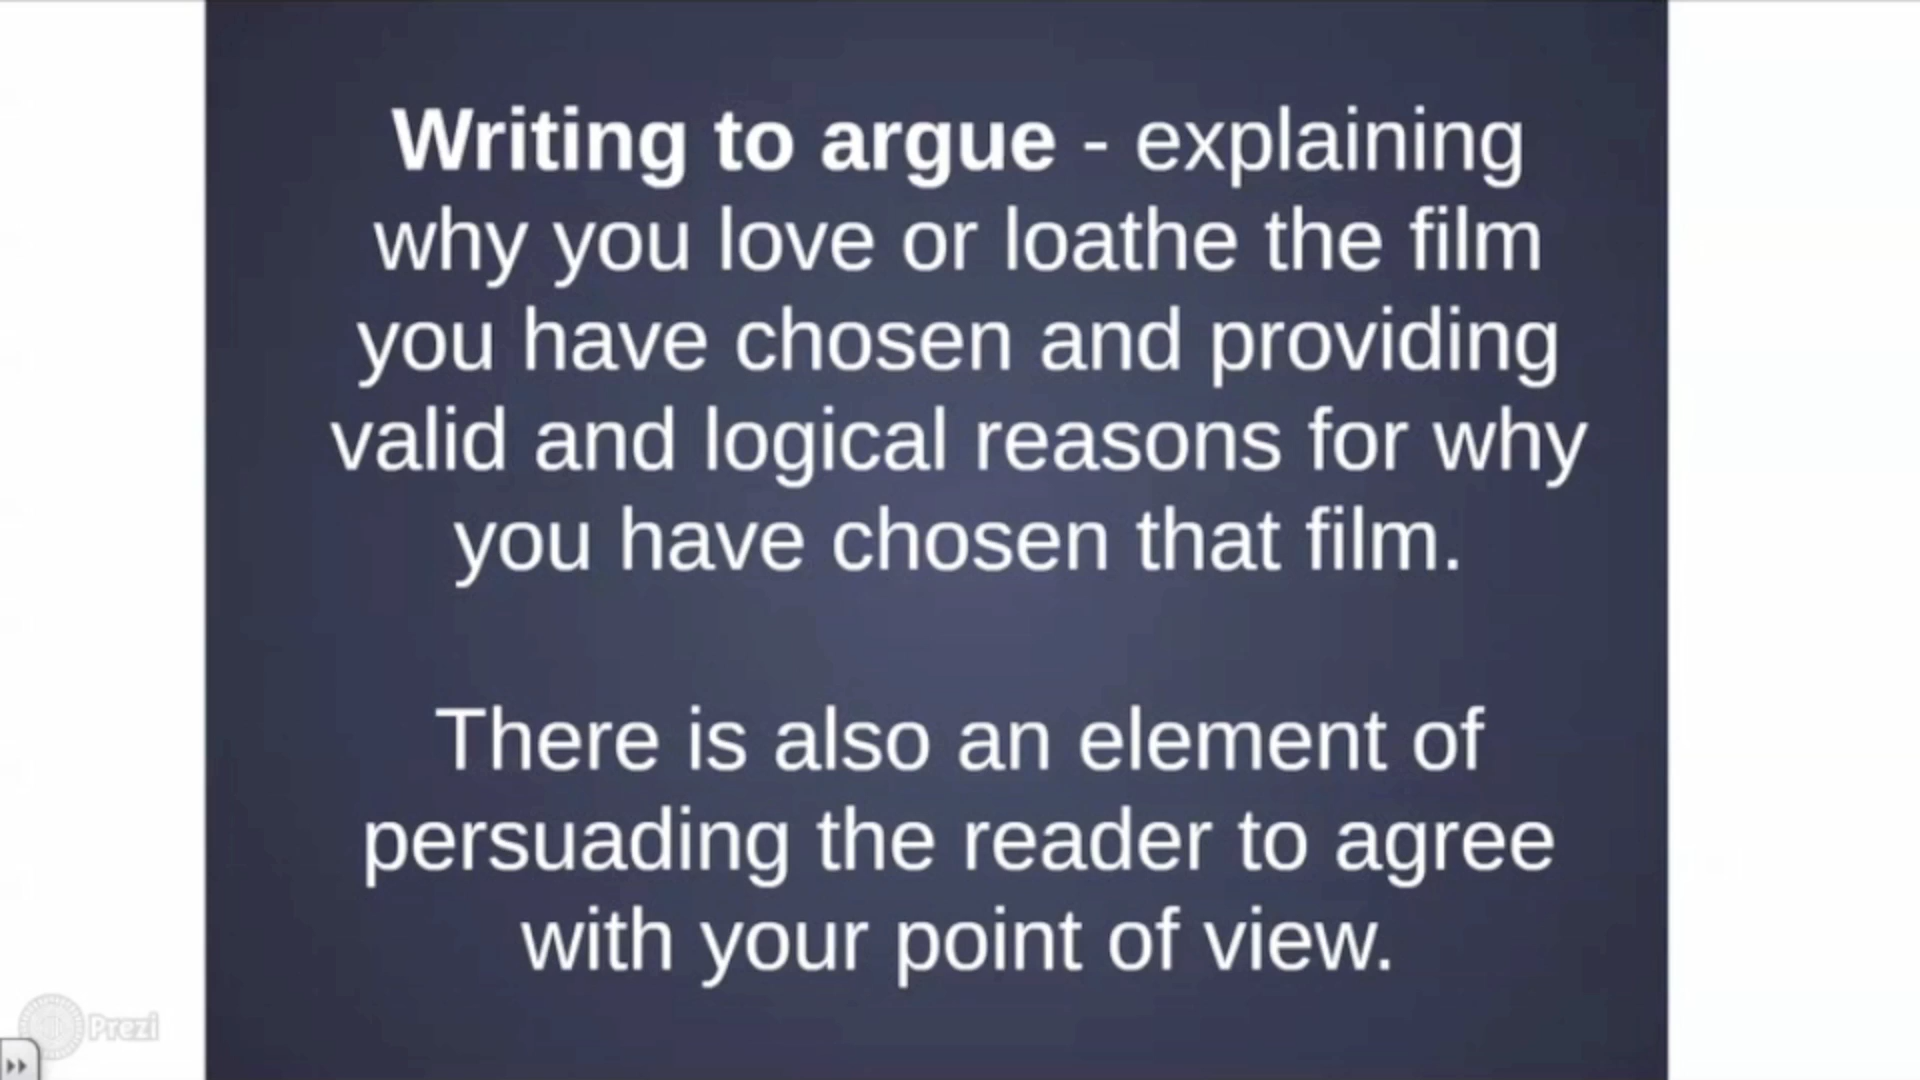 Writing to argue - explaining
why you love or loathe the film
you have chosen and providing
valid and logical reasons for why
you have chosen that film.
There is also an element of
persuading the reader to agree
with your point of view.
Prezi